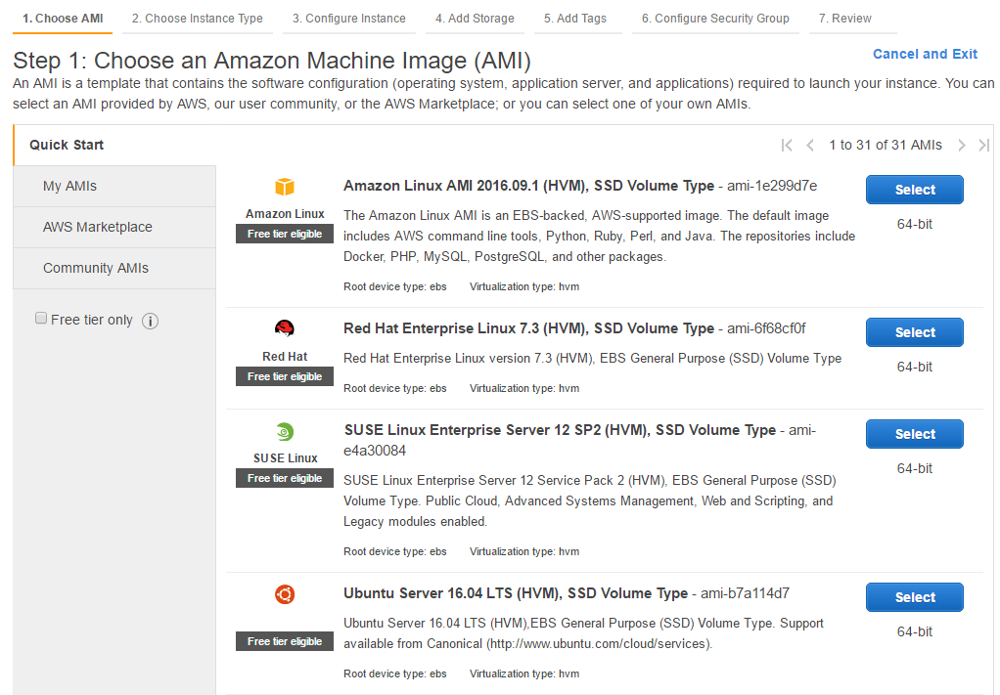 1. Choose AMI 2. Choose Instance Type 3. Configure Instance 4. Add Storage 5. Add Tags 6. Configure Security Group 7. Review
Step 1: Choose an Amazon Machine Image (AMI)
Cancel and Exit
An AMI is a template that contains the software configuration (operating system, application server, and applications) required to launch your instance. You can
select an AMI provided by AWS, our user community, or the AWS Marketplace; or you can select one of your own AMIs.
Quick Start
1 to 31 of 31 AMIs
My AMIs
AWS Marketplace
Community AMIs
Free tier only
Amazon Linux
Free tier eligible
Amazon Linux AMI 2016.09.1 (HVM), SSD Volume Type - ami-1e299d7e
The Amazon Linux AMI is an EBS-backed, AWS-supported image. The default image
includes AWS command line tools, Python, Ruby, Perl, and Java. The repositories include
Docker, PHP, MySQL, PostgreSQL, and other packages.
Root device type: ebs Virtualization type: hvm
Select
64-bit
Red Hat
Free tier eligible
Red Hat Enterprise Linux 7.3 (HVM), SSD Volume Type - ami-6f68cf0f
Red Hat Enterprise Linux version 7.3 (HVM), EBS General Purpose (SSD) Volume Type
Root device type: ebs Virtualization type: hvm
Select
64-bit
SUSE Linux
Free tier eligible
SUSE Linux Enterprise Server 12 SP2 (HVM), SSD Volume Type - ami-
e4a30084
SUSE Linux Enterprise Server 12 Service Pack 2 (HVM), EBS General Purpose (SSD)
Volume Type. Public Cloud, Advanced Systems Management, Web and Scripting, and
Legacy modules enabled.
Root device type: ebs Virtualization type: hvm
Select
64-bit
Free tier eligible
Ubuntu Server 16.04 LTS (HVM), SSD Volume Type - ami-b7a114d7
Ubuntu Server 16.04 LTS (HVM),EBS General Purpose (SSD) Volume Type. Support
available from Canonical (http://www.ubuntu.com/cloud/services).
Root device type: ebs Virtualization type: hvm
Select
64-bit